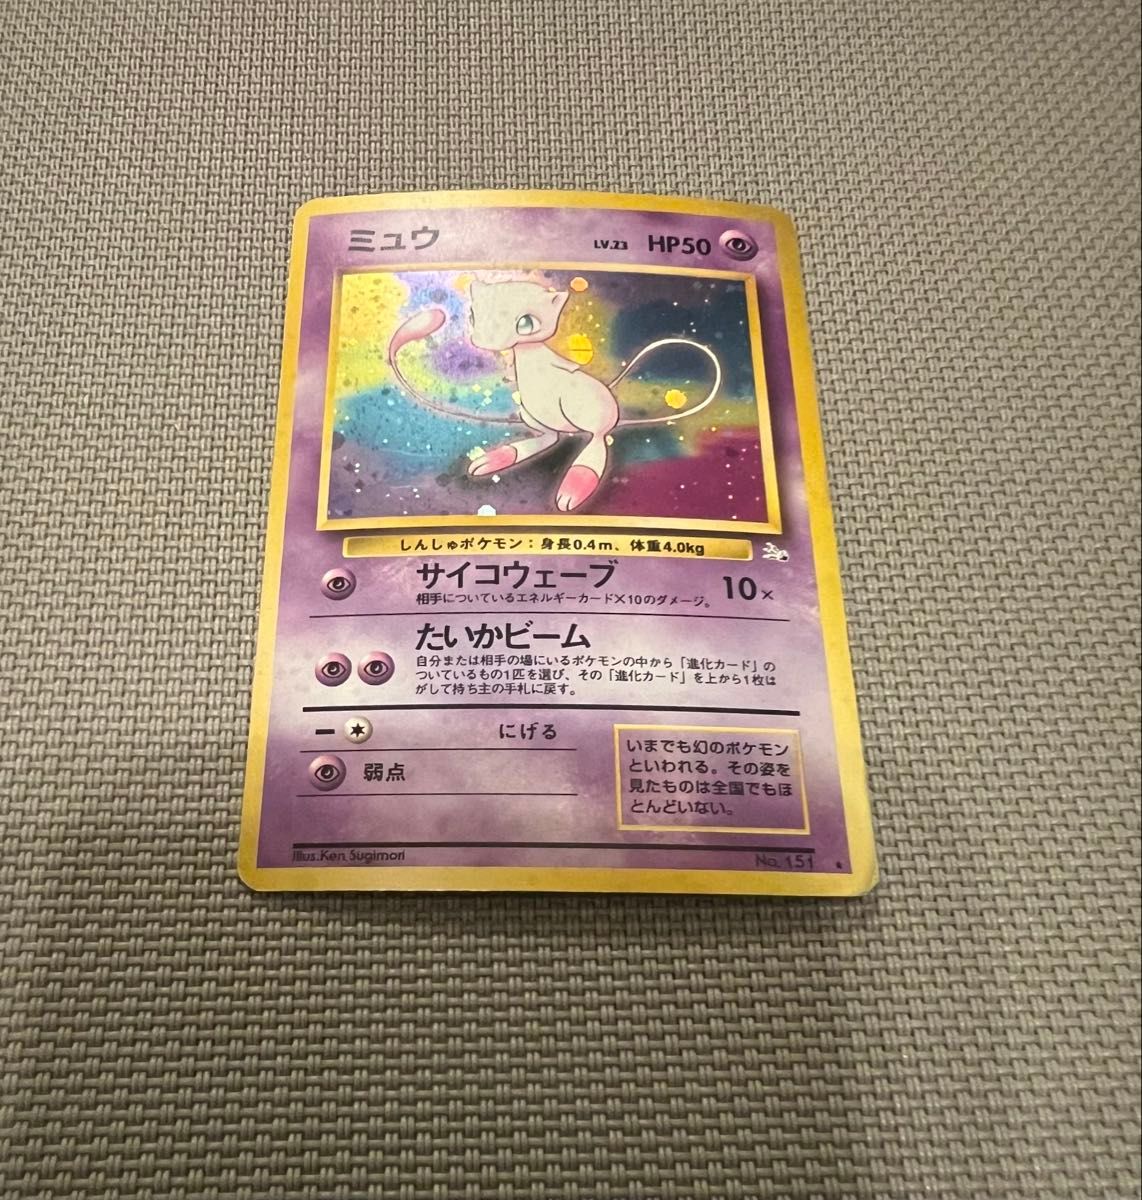 ミュウ LV.23 HP50
しんしゅポケモン：身長0.4m、体重4.0kg
サイコウェーブ 10×
相手についているエネルギーカード×10のダメージ。
たいかビーム
自分または相手の場にいるポケモンの中から「進化カード」の
ついているもの1匹を選び、その「進化カード」を上から1枚は
がして持ち主の手札に戻す。
にげる
弱点
いまでも幻のポケモン
といわれる。その姿を
見たものは全国でもほ
とんどいない。
Illus.Ken Sugimori No.151